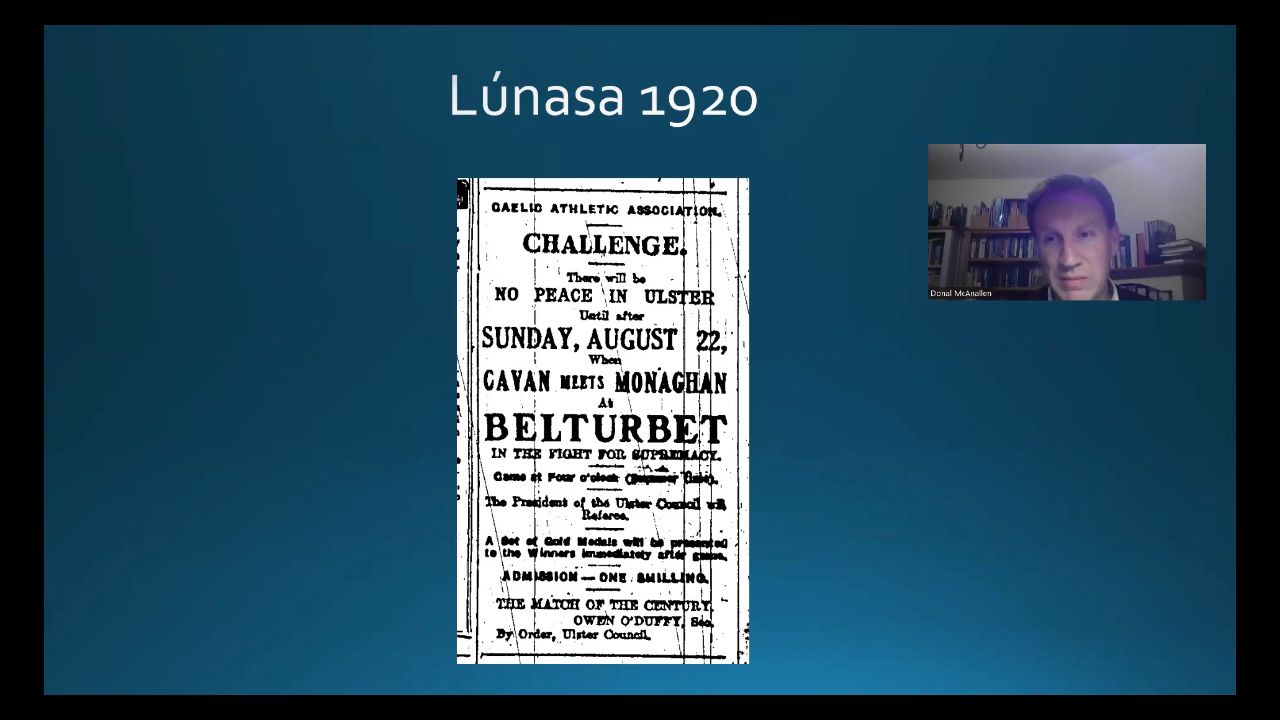 Lúnasa 1920
GAELIC ATHLETIC ASSOCIATION.
CHALLENGE.
There will be
NO PEACE IN ULSTER
Until after
SUNDAY, AUGUST 22,
When
CAVAN MEETS MONAGHAN
At
BELTURBET
IN THE FIGHT FOR SUPREMACY.
Game at Four o'clock (Summer Time).
The President of the Ulster Council will
Referee.
A Set of Gold Medals will be presented
to the Winners immediately after game.
ADMISSION — ONE SHILLING.
THE MATCH OF THE CENTURY.
OWEN O'DUFFY, Sec.
By Order, Ulster Council.
Donal McAnallen